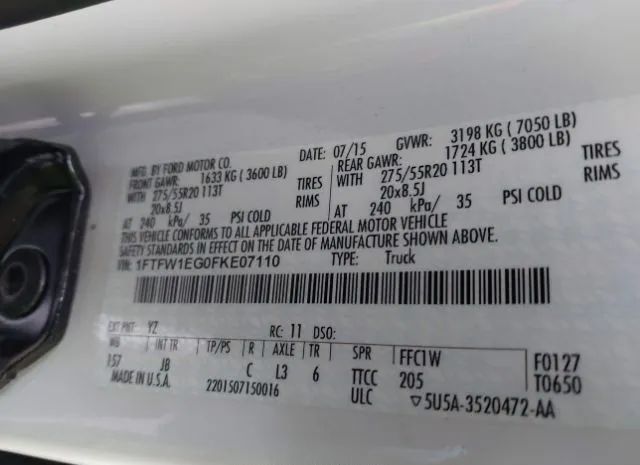 MFG. BY FORD MOTOR CO.
DATE: 07/15 GVWR: 3198 KG ( 7050 LB)
FRONT GAWR: 1633 KG ( 3600 LB)
REAR GAWR: 1724 KG ( 3800 LB)
WITH 275/55R20 113T TIRES
WITH 275/55R20 113T TIRES
20x8.5J RIMS
20x8.5J RIMS
AT 240 kPa/ 35 PSI COLD
AT 240 kPa/ 35 PSI COLD
THIS VEHICLE CONFORMS TO ALL APPLICABLE FEDERAL MOTOR VEHICLE
SAFETY STANDARDS IN EFFECT ON THE DATE OF MANUFACTURE SHOWN ABOVE.
VIN: 1FTFW1EG0FKE07110 TYPE: Truck
EXT PNT: YZ RC: 11 DSO:
WB INT TR TP/PS R AXLE TR SPR FFC1W F0127
157 JB C L3 6 TTCC 205 T0650
MADE IN U.S.A. 2201507150016 ULC ▽5U5A-3520472-AA